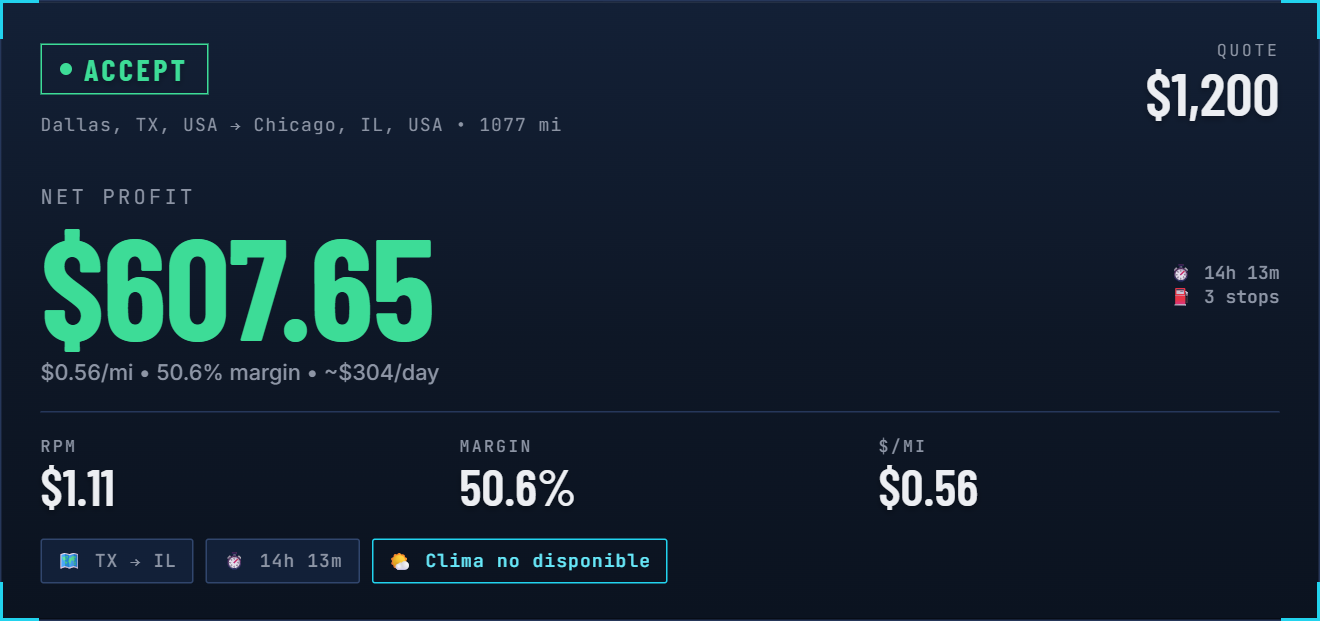 ACCEPT
QUOTE
$1,200
Dallas, TX, USA → Chicago, IL, USA • 1077 mi
NET PROFIT
$607.65
14h 13m
3 stops
$0.56/mi • 50.6% margin • ~$304/day
RPM
$1.11
MARGIN
50.6%
$/MI
$0.56
TX → IL
14h 13m
Clima no disponible